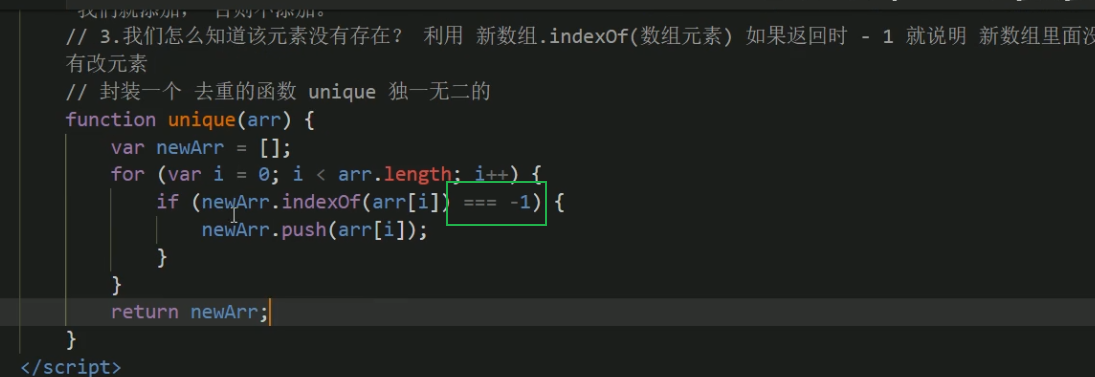 我们就添加， 否则不添加。
// 3.我们怎么知道该元素没有存在？ 利用 新数组.indexOf(数组元素) 如果返回时 - 1 就说明 新数组里面没
有改元素
// 封装一个 去重的函数 unique 独一无二的
function unique(arr) {
var newArr = [];
for (var i = 0; i < arr.length; i++) {
if (newArr.indexOf(arr[i]) === -1) {
newArr.push(arr[i]);
}
}
return newArr;
}
</script>